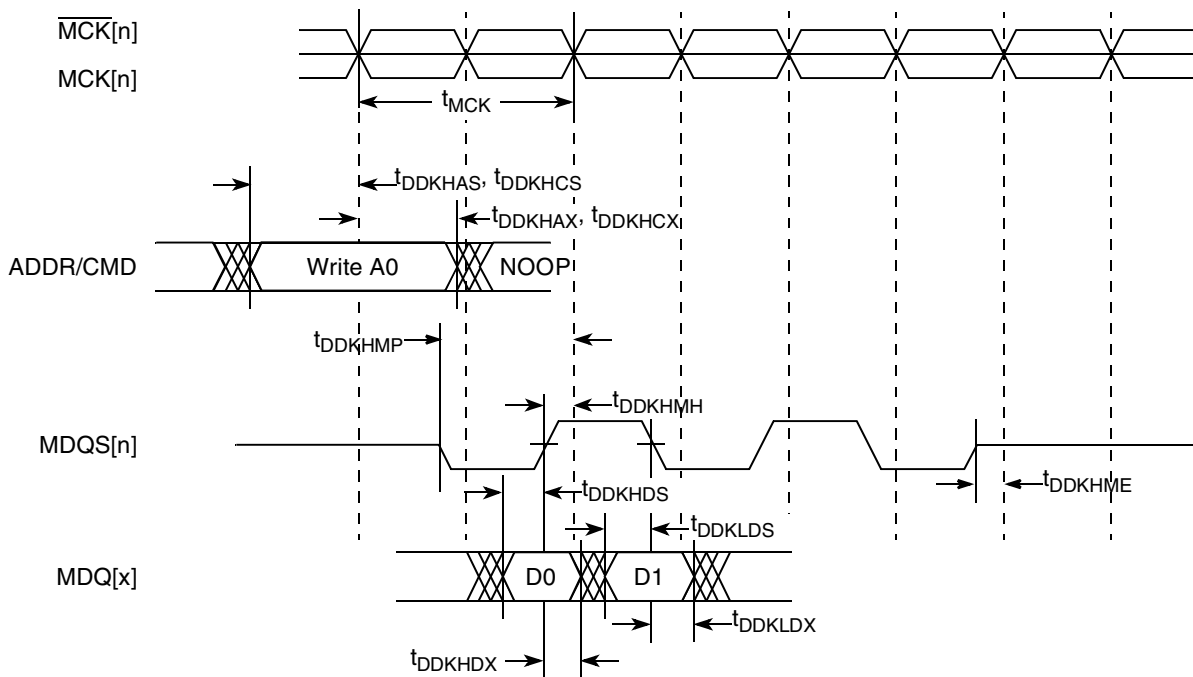 MCK[n]
MCK[n]
tMCK
tDDKHAS, tDDKHCS
tDDKHAX, tDDKHCX
ADDR/CMD
Write A0
NOOP
tDDKHMP
tDDKHMH
MDQS[n]
tDDKHDS
tDDKHME
tDDKLDS
MDQ[x]
D0
D1
tDDKLDX
tDDKHDX